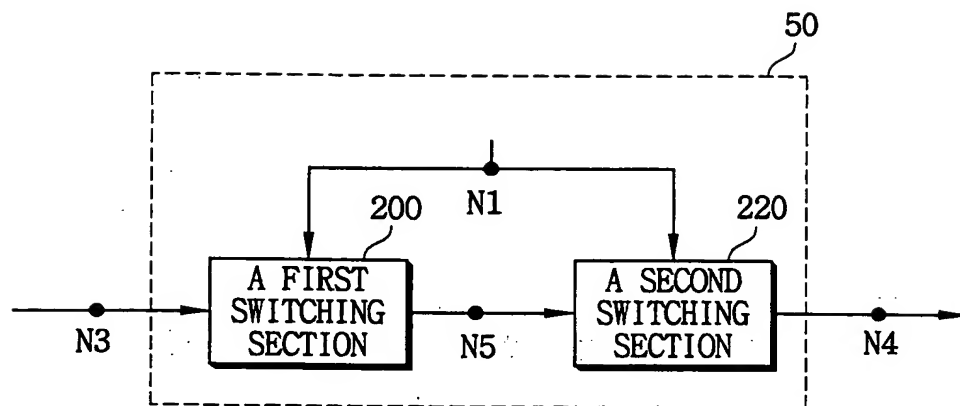 50
N1
200
220
A FIRST
SWITCHING
SECTION
A SECOND
SWITCHING
SECTION
N3
N5
N4